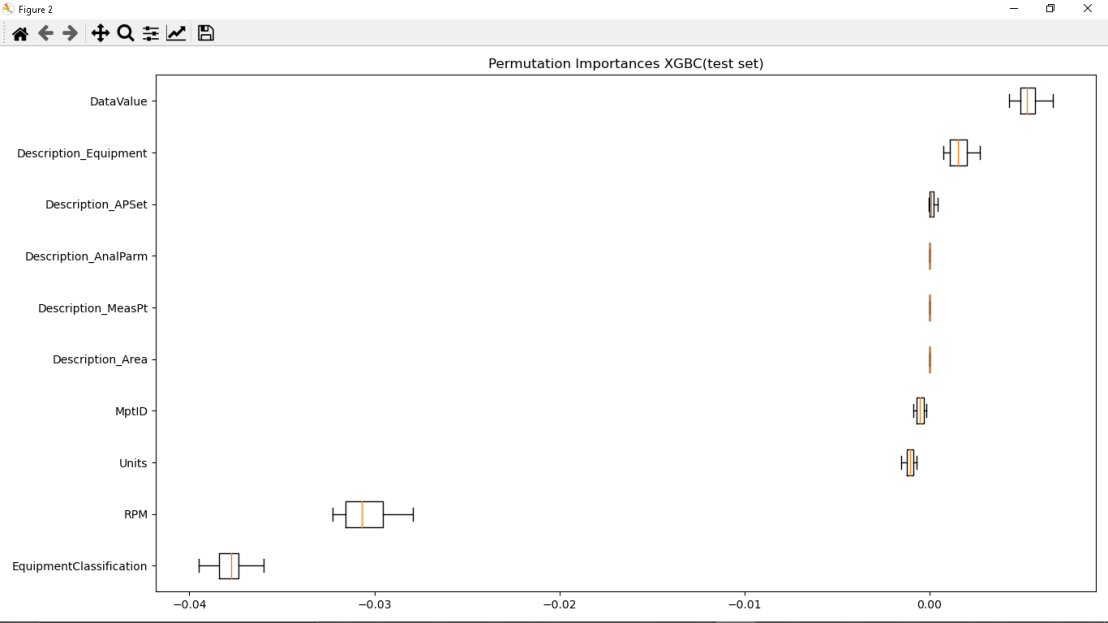 Figure 2
Permutation Importances XGBC(test set)
DataValue
Description_Equipment
Description_APSet
Description_AnalParm
Description_MeasPt
Description_Area
MptID
Units
RPM
EquipmentClassification
−0.04 −0.03 −0.02 −0.01 0.00